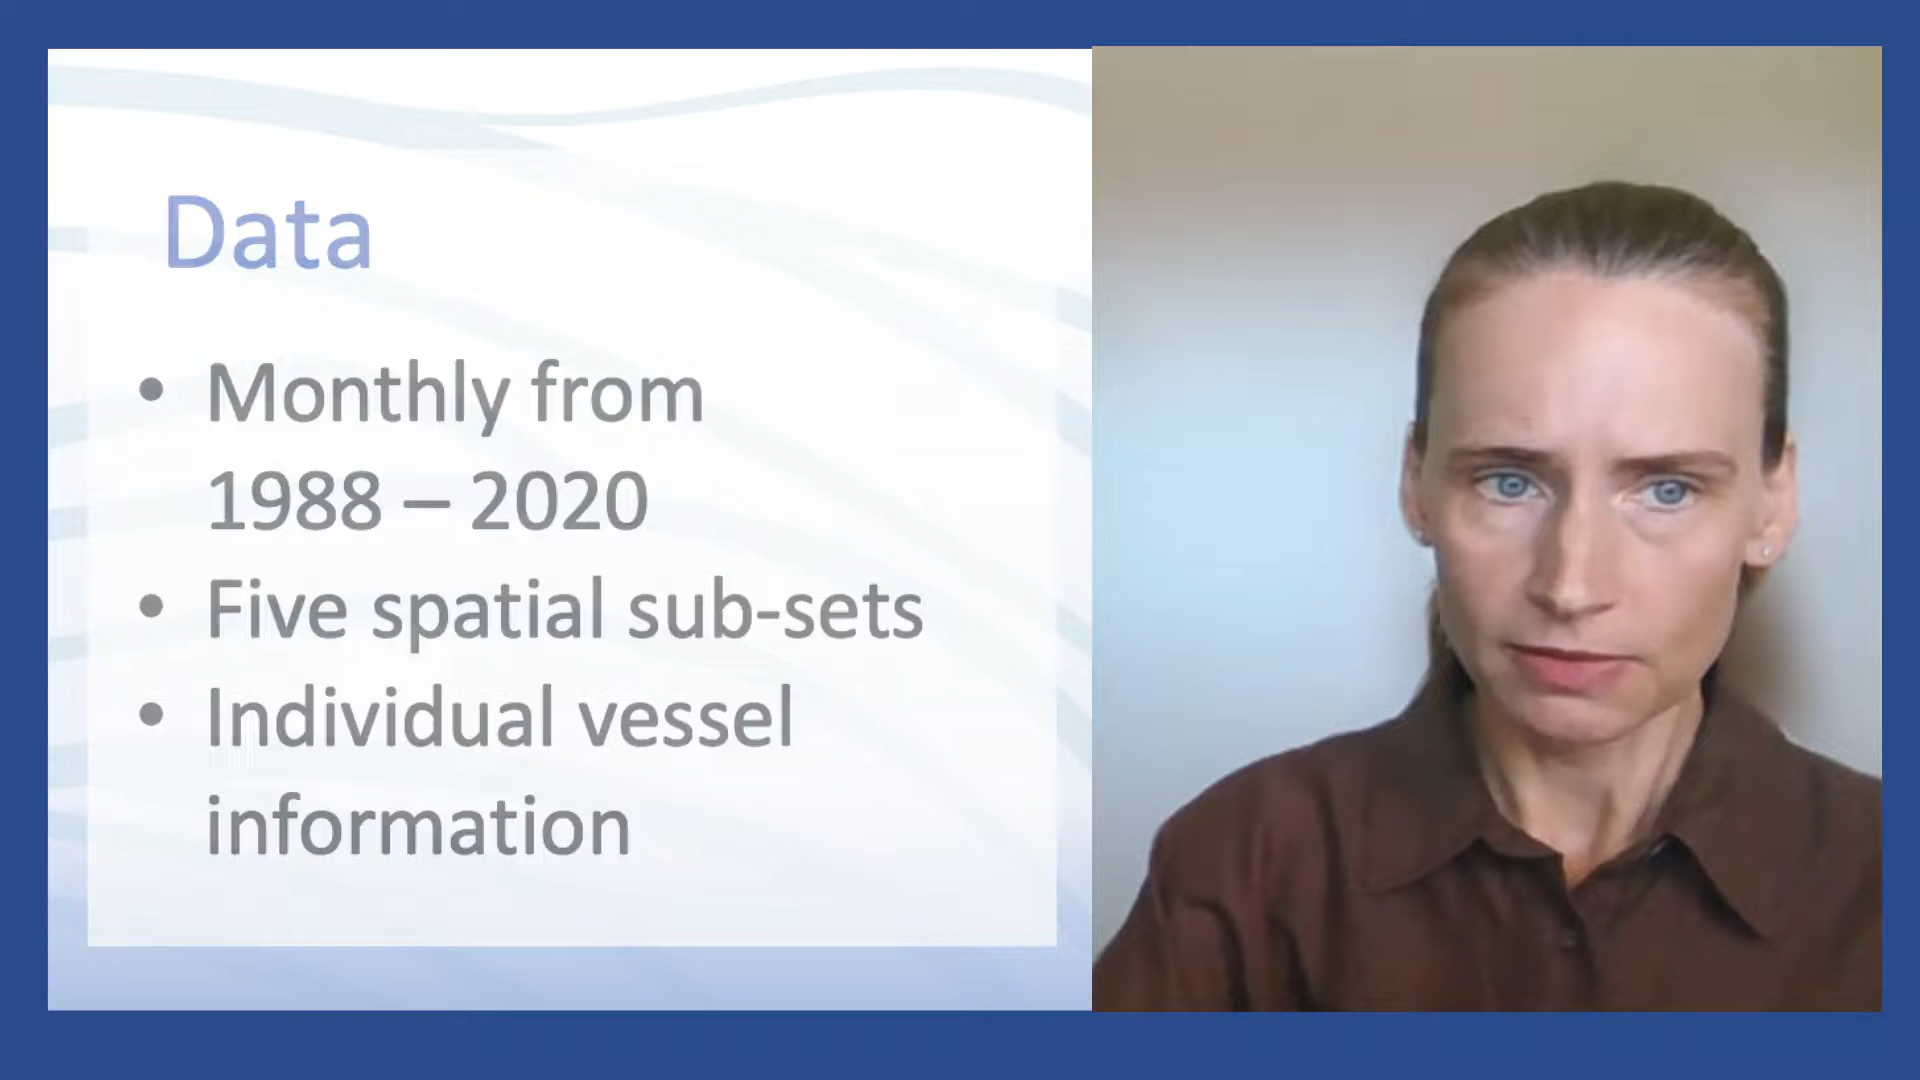 Data
• Monthly from
1988 – 2020
• Five spatial sub-sets
• Individual vessel
information